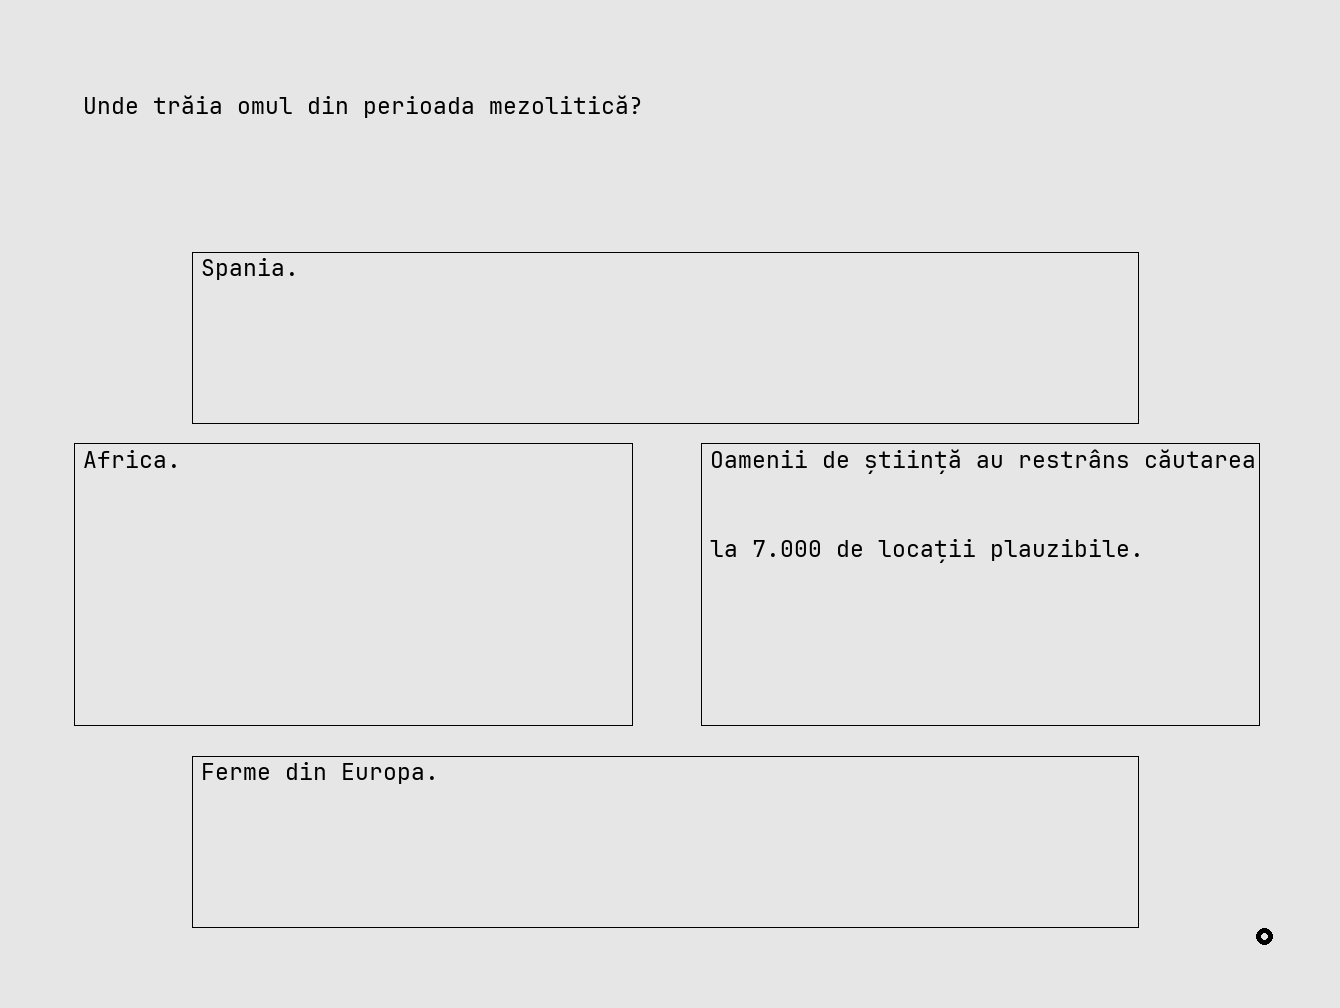 Unde trăia omul din perioada mezolitică?
Spania.
Africa.
Oamenii de știință au restrâns căutarea
la 7.000 de locații plauzibile.
Ferme din Europa.